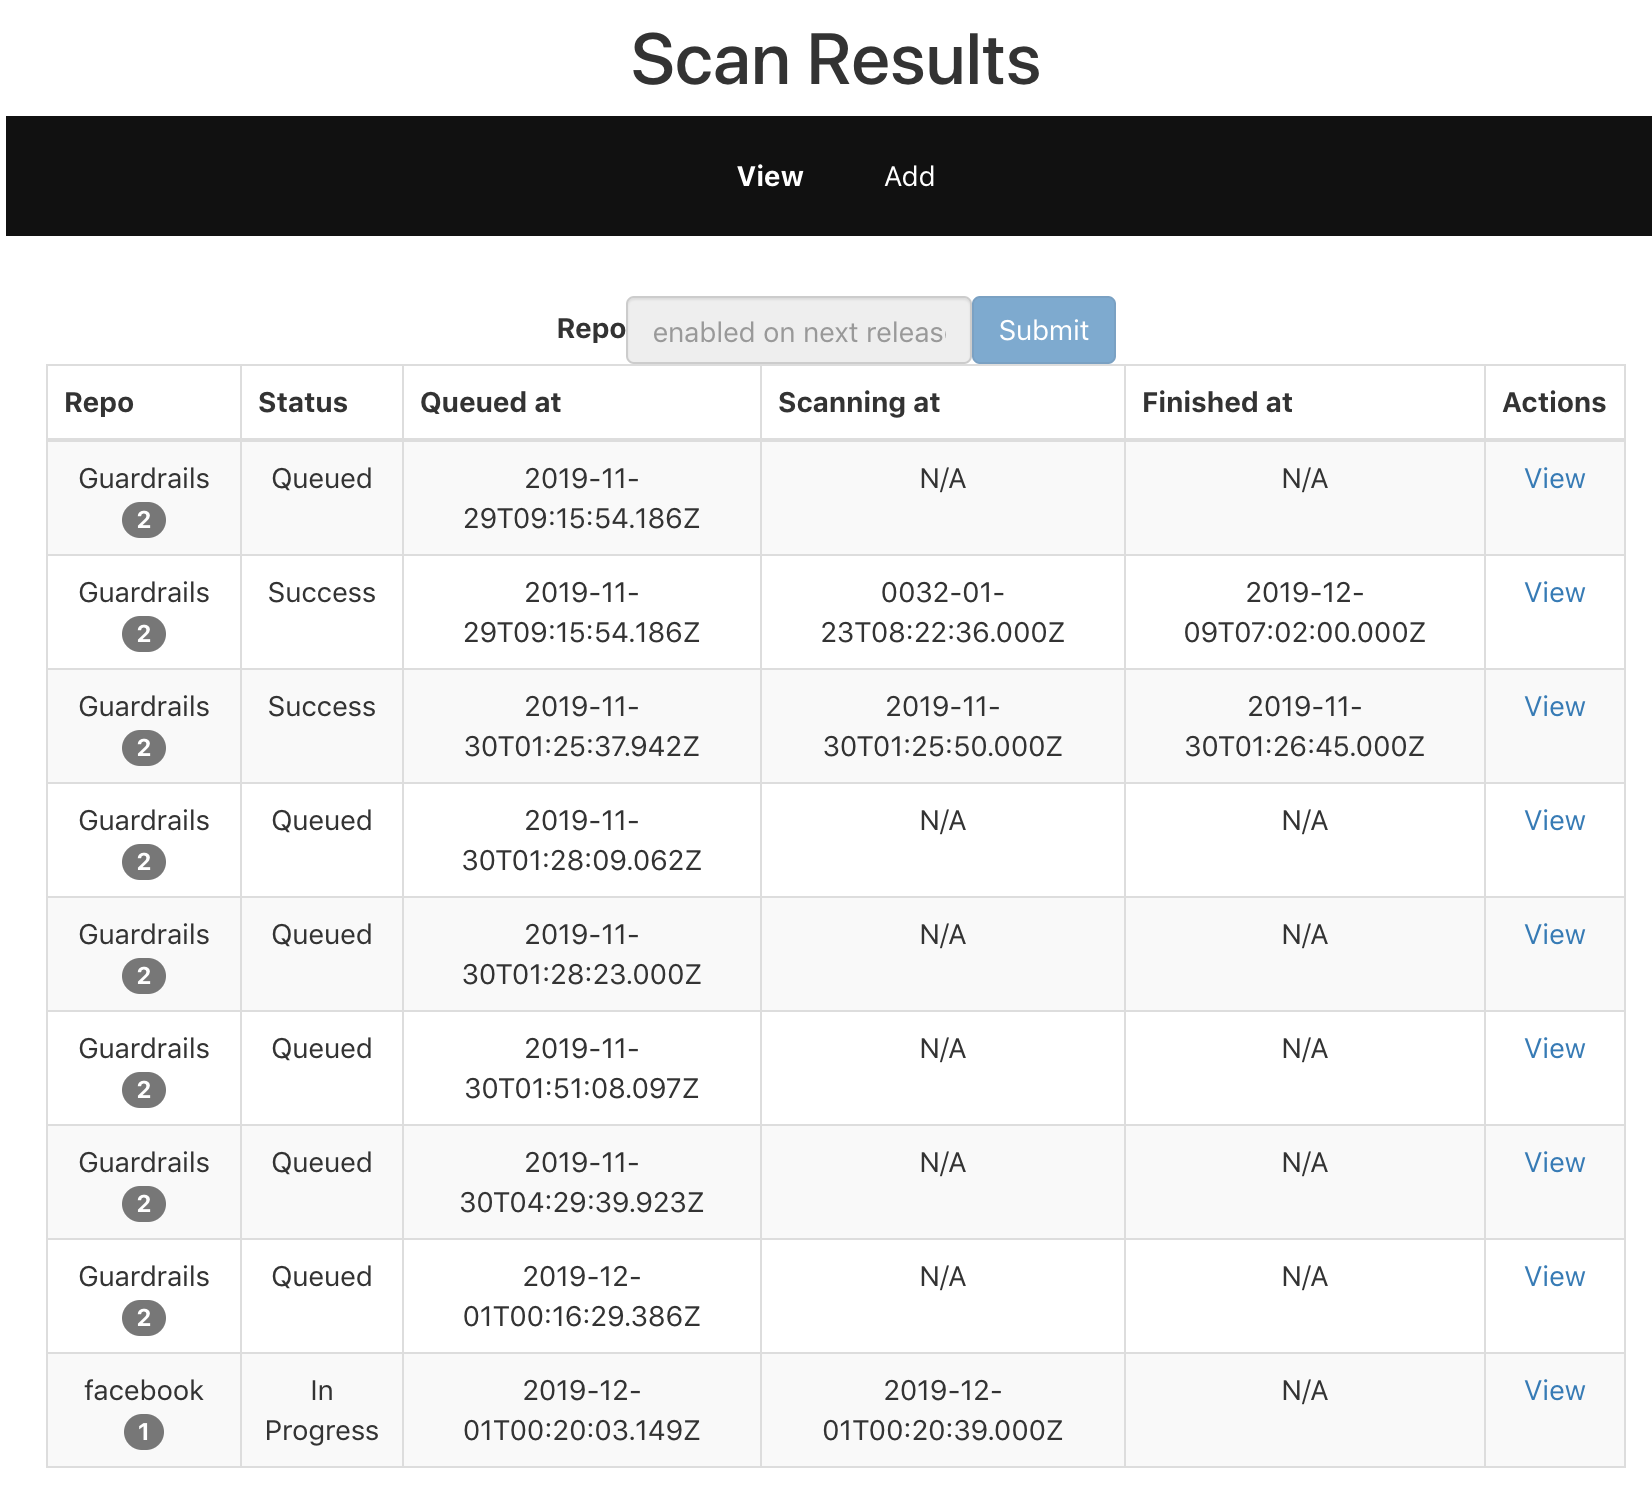 Scan Results
View Add
Repo enabled on next releas Submit
Repo Status Queued at Scanning at Finished at Actions
Guardrails Queued 2019-11- N/A N/A View
2 29T09:15:54.186Z
Guardrails Success 2019-11- 0032-01- 2019-12- View
2 29T09:15:54.186Z 23T08:22:36.000Z 09T07:02:00.000Z
Guardrails Success 2019-11- 2019-11- 2019-11- View
2 30T01:25:37.942Z 30T01:25:50.000Z 30T01:26:45.000Z
Guardrails Queued 2019-11- N/A N/A View
2 30T01:28:09.062Z
Guardrails Queued 2019-11- N/A N/A View
2 30T01:28:23.000Z
Guardrails Queued 2019-11- N/A N/A View
2 30T01:51:08.097Z
Guardrails Queued 2019-11- N/A N/A View
2 30T04:29:39.923Z
Guardrails Queued 2019-12- N/A N/A View
2 01T00:16:29.386Z
facebook In 2019-12- 2019-12- N/A View
1 Progress 01T00:20:03.149Z 01T00:20:39.000Z